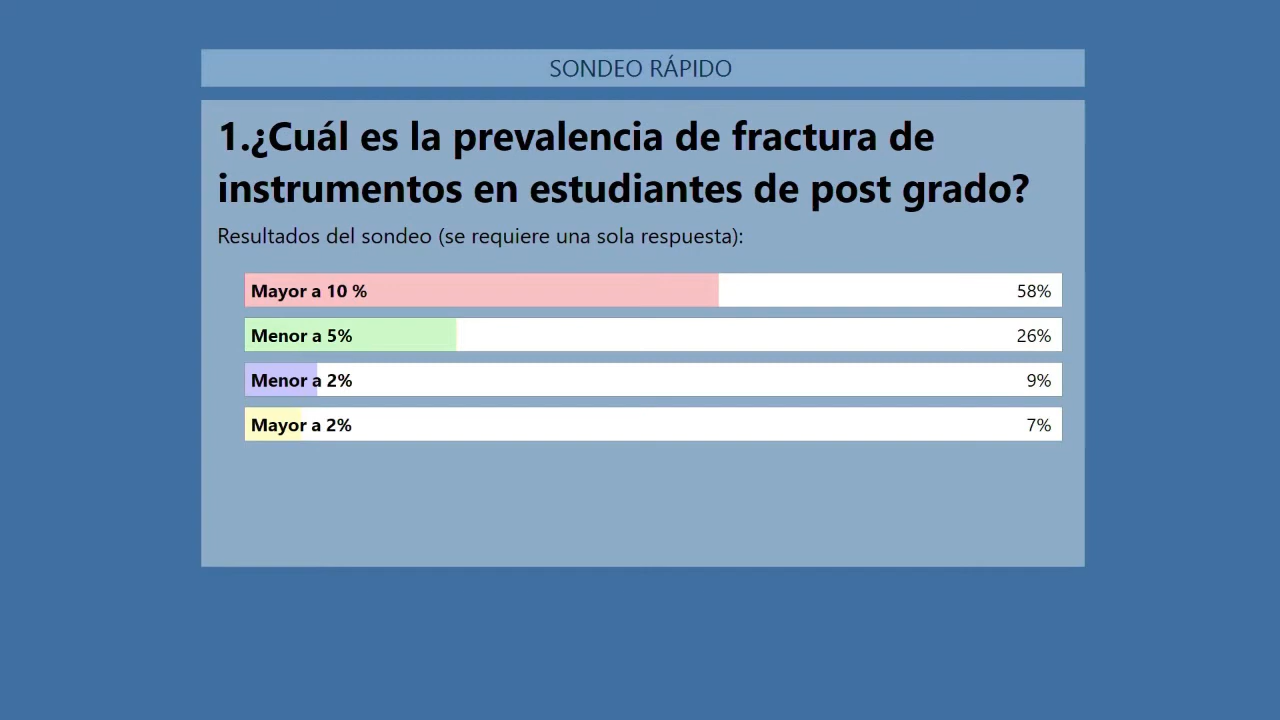 SONDEO RÁPIDO
1.¿Cuál es la prevalencia de fractura de
instrumentos en estudiantes de post grado?
Resultados del sondeo (se requiere una sola respuesta):
Mayor a 10 % 58%
Menor a 5% 26%
Menor a 2% 9%
Mayor a 2% 7%